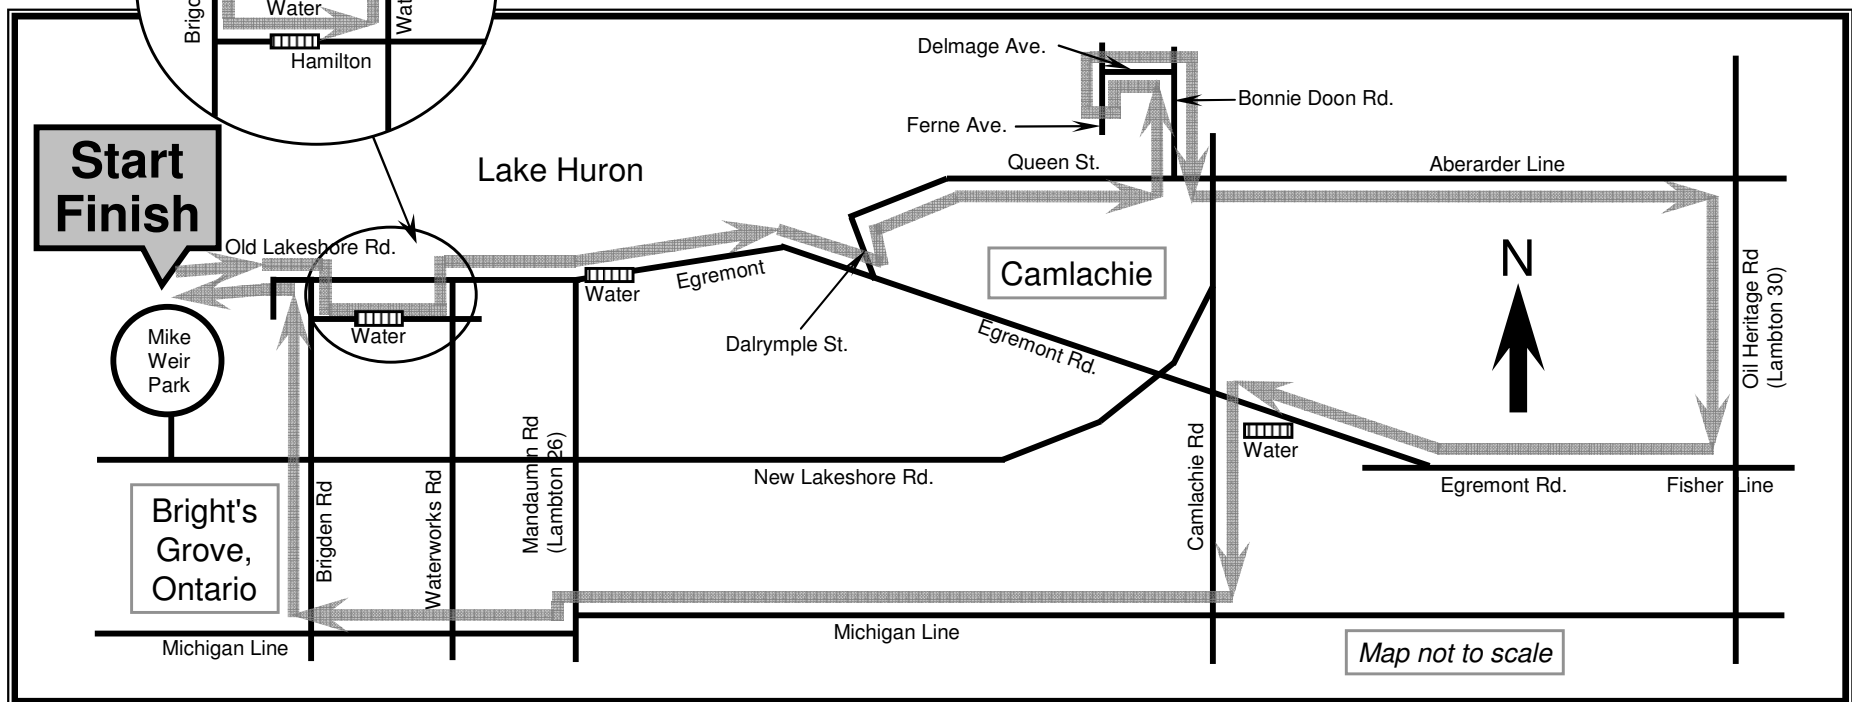 Brigd
Water
Wat
Hamilton
Start
Finish
Old Lakeshore Rd.
Lake Huron
Delmage Ave.
Bonnie Doon Rd.
Ferne Ave.
Queen St.
Aberarder Line
Water
Egremont
Water
Dalrymple St.
Camlachie
Egremont Rd.
N
Oil Heritage Rd
(Lambton 30)
Mike
Weir
Park
Mandaumin Rd
(Lambton 26)
New Lakeshore Rd.
Camlachie Rd
Water
Egremont Rd.
Fisher Line
Bright's
Grove,
Ontario
Brigden Rd
Waterworks Rd
Michigan Line
Michigan Line
Map not to scale